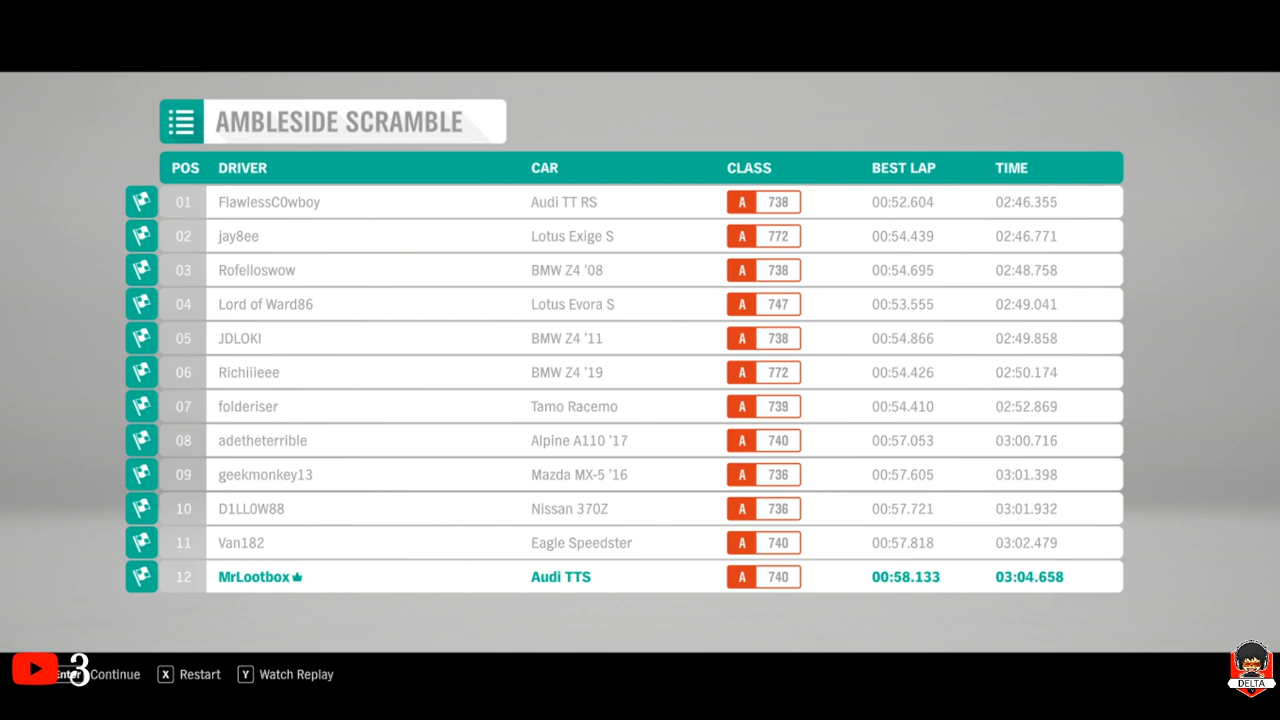 AMBLESIDE SCRAMBLE
POS DRIVER CAR CLASS BEST LAP TIME
01 FlawlessC0wboy Audi TT RS A 738 00:52.604 02:46.355
02 jay8ee Lotus Exige S A 772 00:54.439 02:46.771
03 Rofelloswow BMW Z4 '08 A 738 00:54.695 02:48.758
04 Lord of Ward86 Lotus Evora S A 747 00:53.555 02:49.041
05 JDLOKI BMW Z4 '11 A 738 00:54.866 02:49.858
06 Richiiieee BMW Z4 '19 A 772 00:54.426 02:50.174
07 folderiser Tamo Racemo A 739 00:54.410 02:52.869
08 adetheterrible Alpine A110 '17 A 740 00:57.053 03:00.716
09 geekmonkey13 Mazda MX-5 '16 A 736 00:57.605 03:01.398
10 D1LL0W88 Nissan 370Z A 736 00:57.721 03:01.932
11 Van182 Eagle Speedster A 740 00:57.818 03:02.479
12 MrLootbox Audi TTS A 740 00:58.133 03:04.658
3 Enter Continue X Restart Y Watch Replay
DELTA